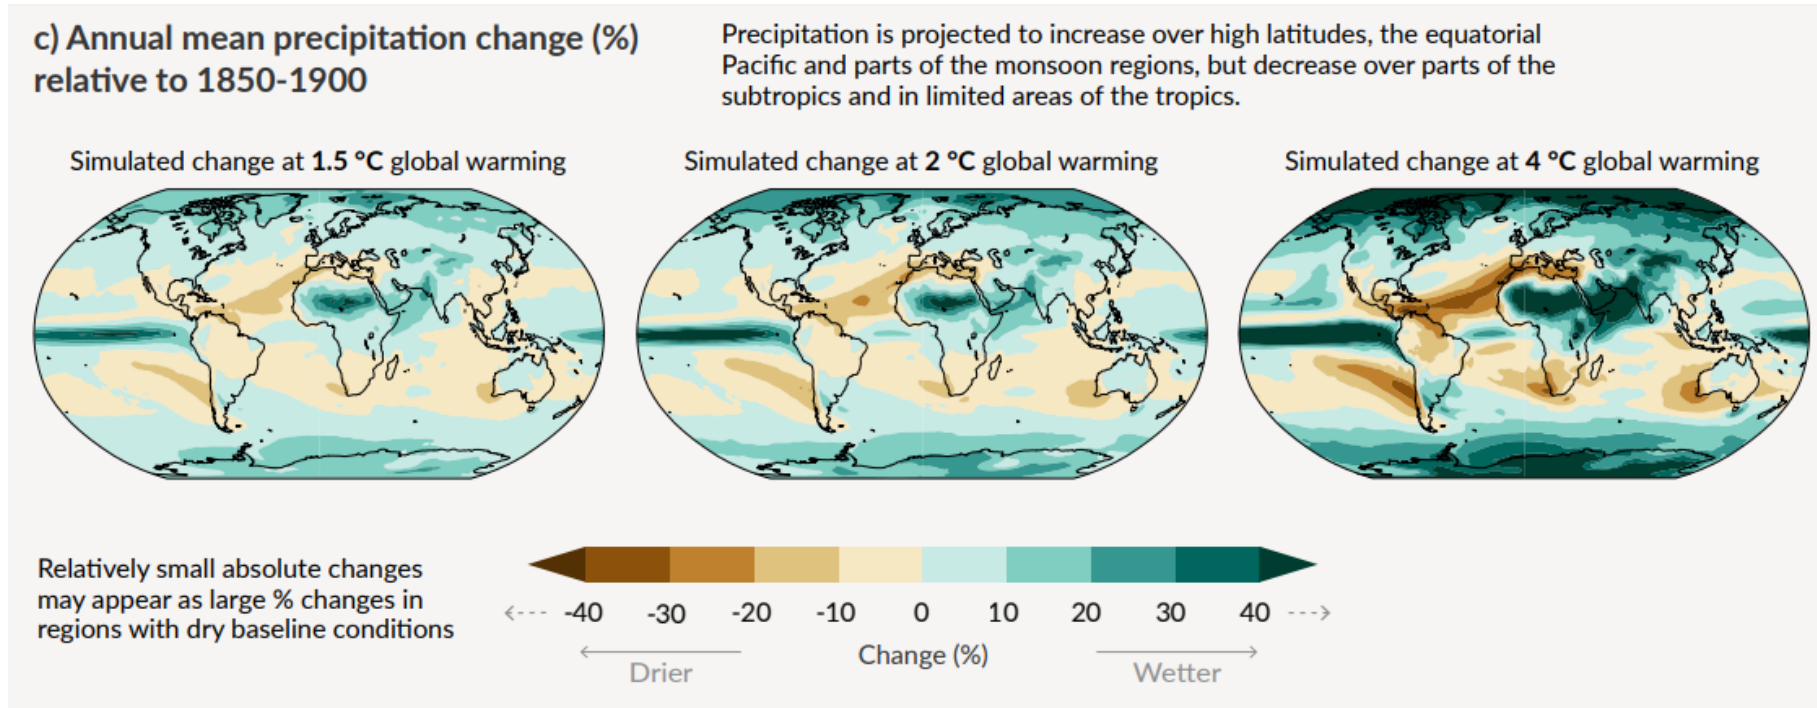 c) Annual mean precipitation change (%)
relative to 1850-1900
Precipitation is projected to increase over high latitudes, the equatorial
Pacific and parts of the monsoon regions, but decrease over parts of the
subtropics and in limited areas of the tropics.
Simulated change at 1.5 °C global warming
Simulated change at 2 °C global warming
Simulated change at 4 °C global warming
Relatively small absolute changes
may appear as large % changes in
regions with dry baseline conditions
-40 -30 -20 -10 0 10 20 30 40
Change (%)
Drier
Wetter